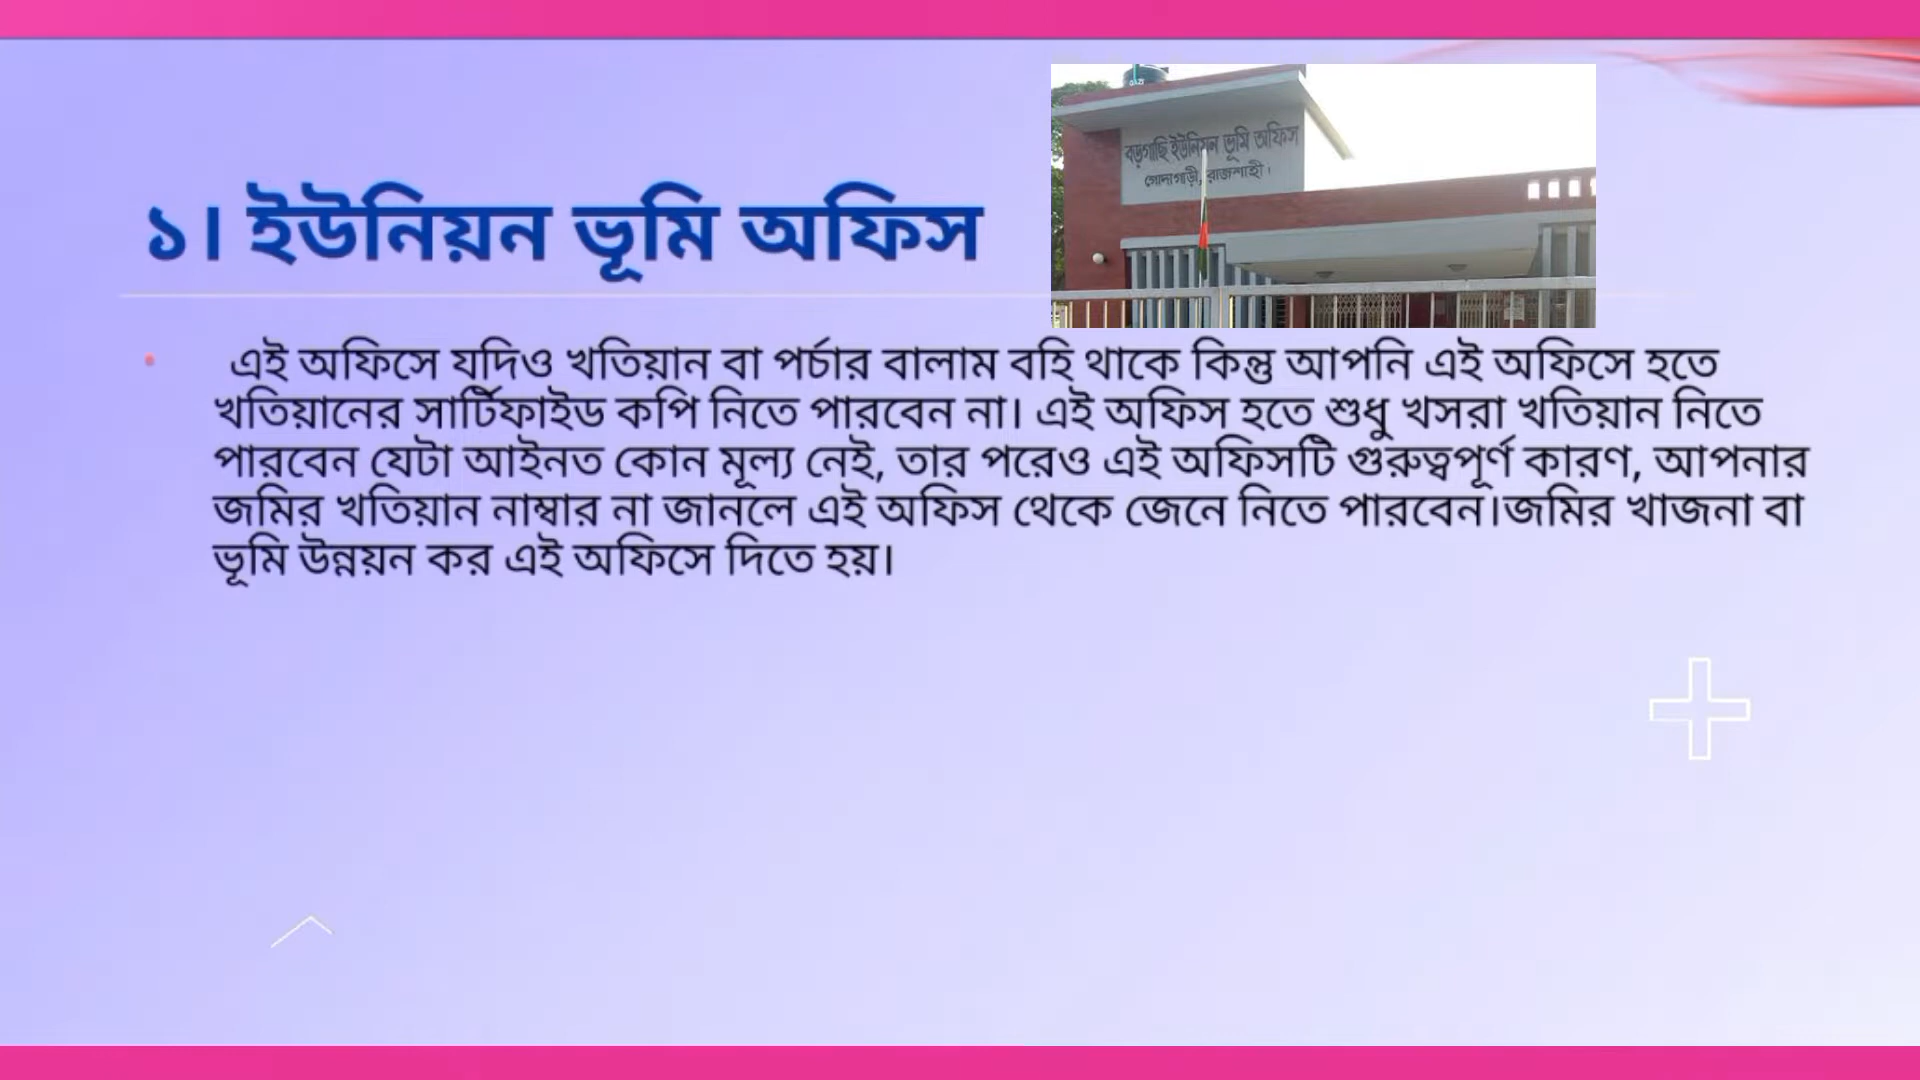 বড়গাছি ইউনিয়ন ভূমি অফিস
গোদাগাড়ী, রাজশাহী।
১। ইউনিয়ন ভূমি অফিস
• এই অফিসে যদিও খতিয়ান বা পর্চার বালাম বহি থাকে কিন্তু আপনি এই অফিসে হতে
খতিয়ানের সার্টিফাইড কপি নিতে পারবেন না। এই অফিস হতে শুধু খসরা খতিয়ান নিতে
পারবেন যেটা আইনত কোন মূল্য নেই, তার পরেও এই অফিসটি গুরুত্বপূর্ণ কারণ, আপনার
জমির খতিয়ান নাম্বার না জানলে এই অফিস থেকে জেনে নিতে পারবেন।জমির খাজনা বা
ভূমি উন্নয়ন কর এই অফিসে দিতে হয়।